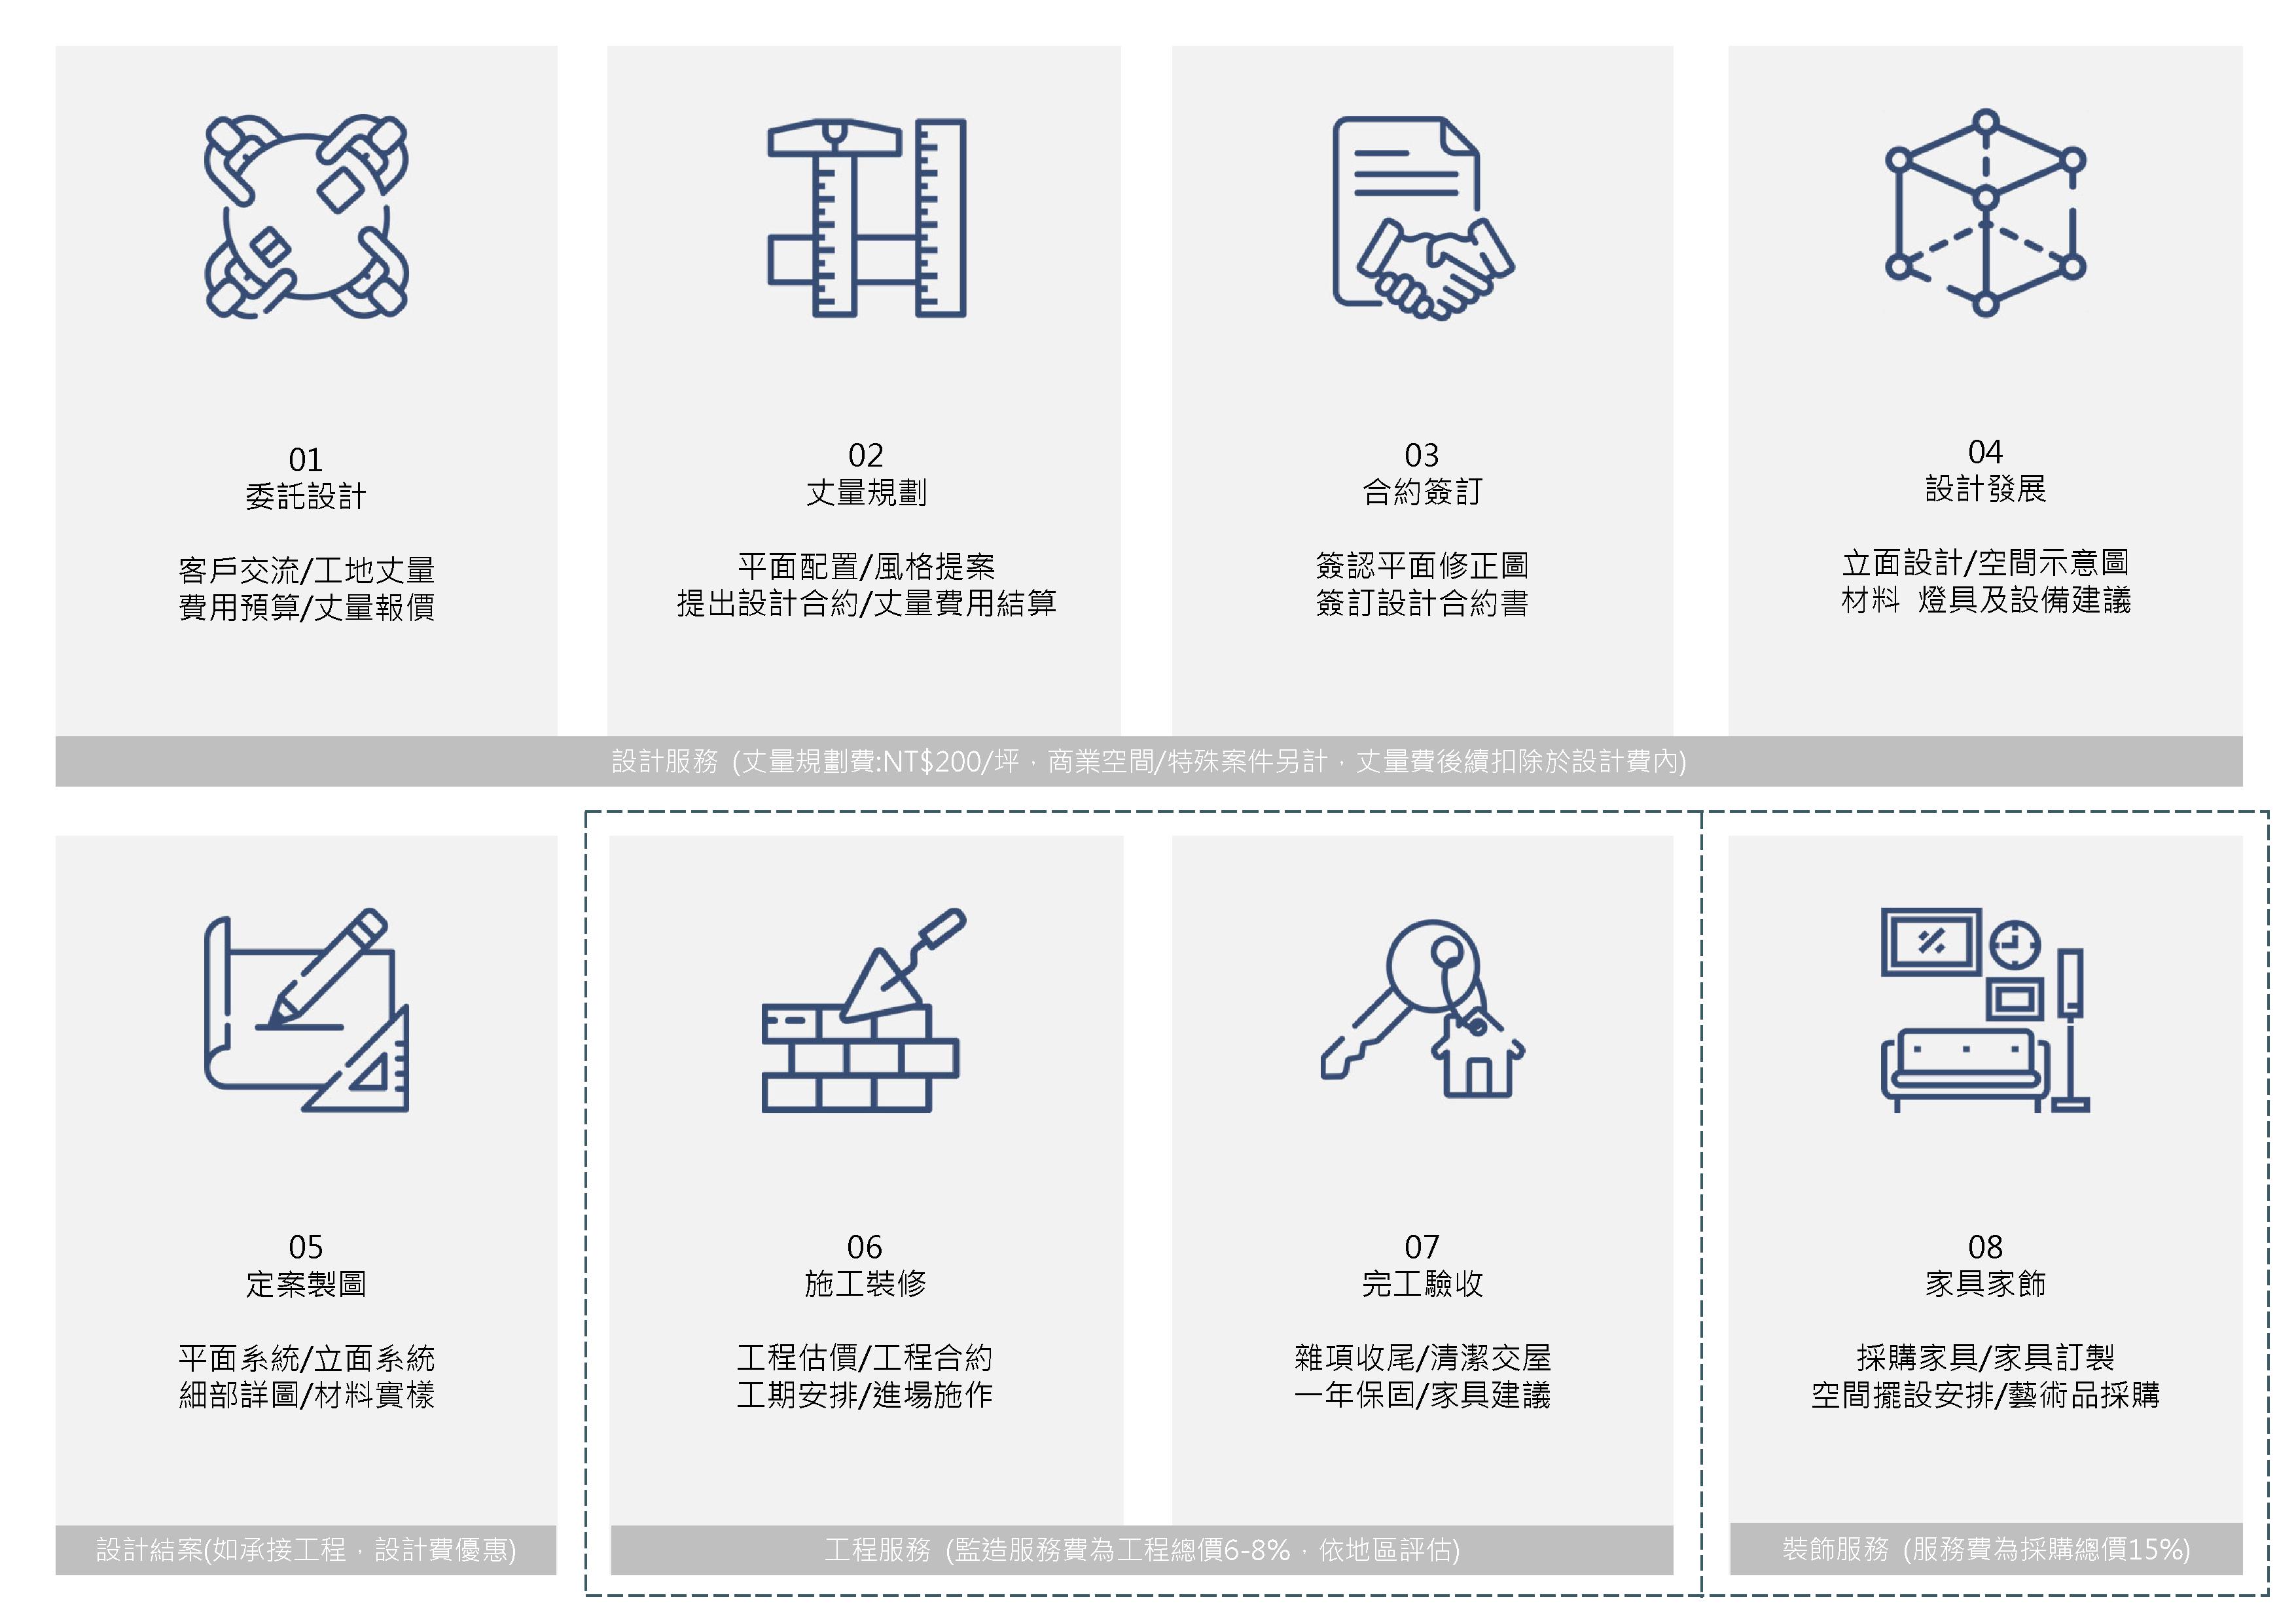 01
委託設計
客戶交流/工地丈量
費用預算/丈量報價
02
丈量規劃
平面配置/風格提案
提出設計合約/丈量費用結算
03
合約簽訂
簽認平面修正圖
簽訂設計合約書
04
設計發展
立面設計/空間示意圖
材料 燈具及設備建議
設計服務 (丈量規劃費:NT$200/坪，商業空間/特殊案件另計，丈量費後續扣除於設計費內)
05
定案製圖
平面系統/立面系統
細部詳圖/材料實樣
設計結案(如承接工程，設計費優惠)
06
施工裝修
工程估價/工程合約
工期安排/進場施作
07
完工驗收
雜項收尾/清潔交屋
一年保固/家具建議
工程服務 (監造服務費為工程總價6-8%，依地區評估)
08
家具家飾
採購家具/家具訂製
空間擺設安排/藝術品採購
裝飾服務 (服務費為採購總價15%)